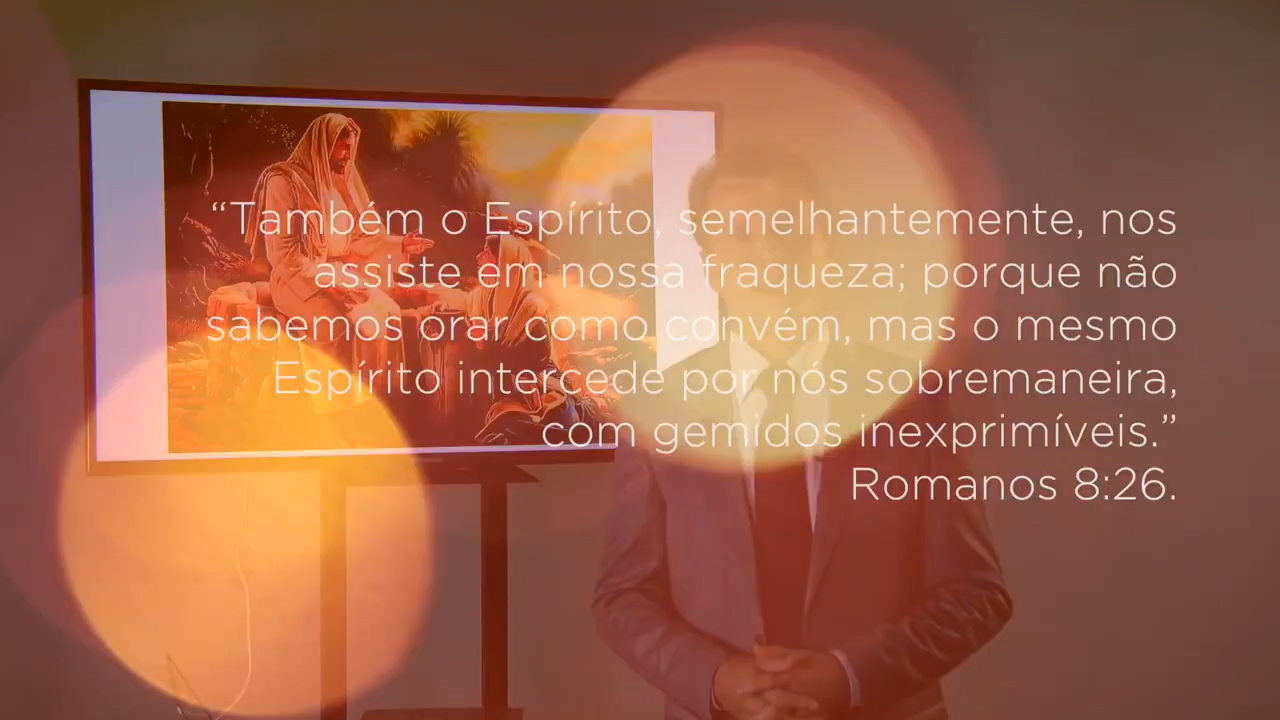 “Também o Espírito, semelhantemente, nos
assiste em nossa fraqueza; porque não
sabemos orar como convém, mas o mesmo
Espírito intercede por nós sobremaneira,
com gemidos inexprimíveis.”
Romanos 8:26.